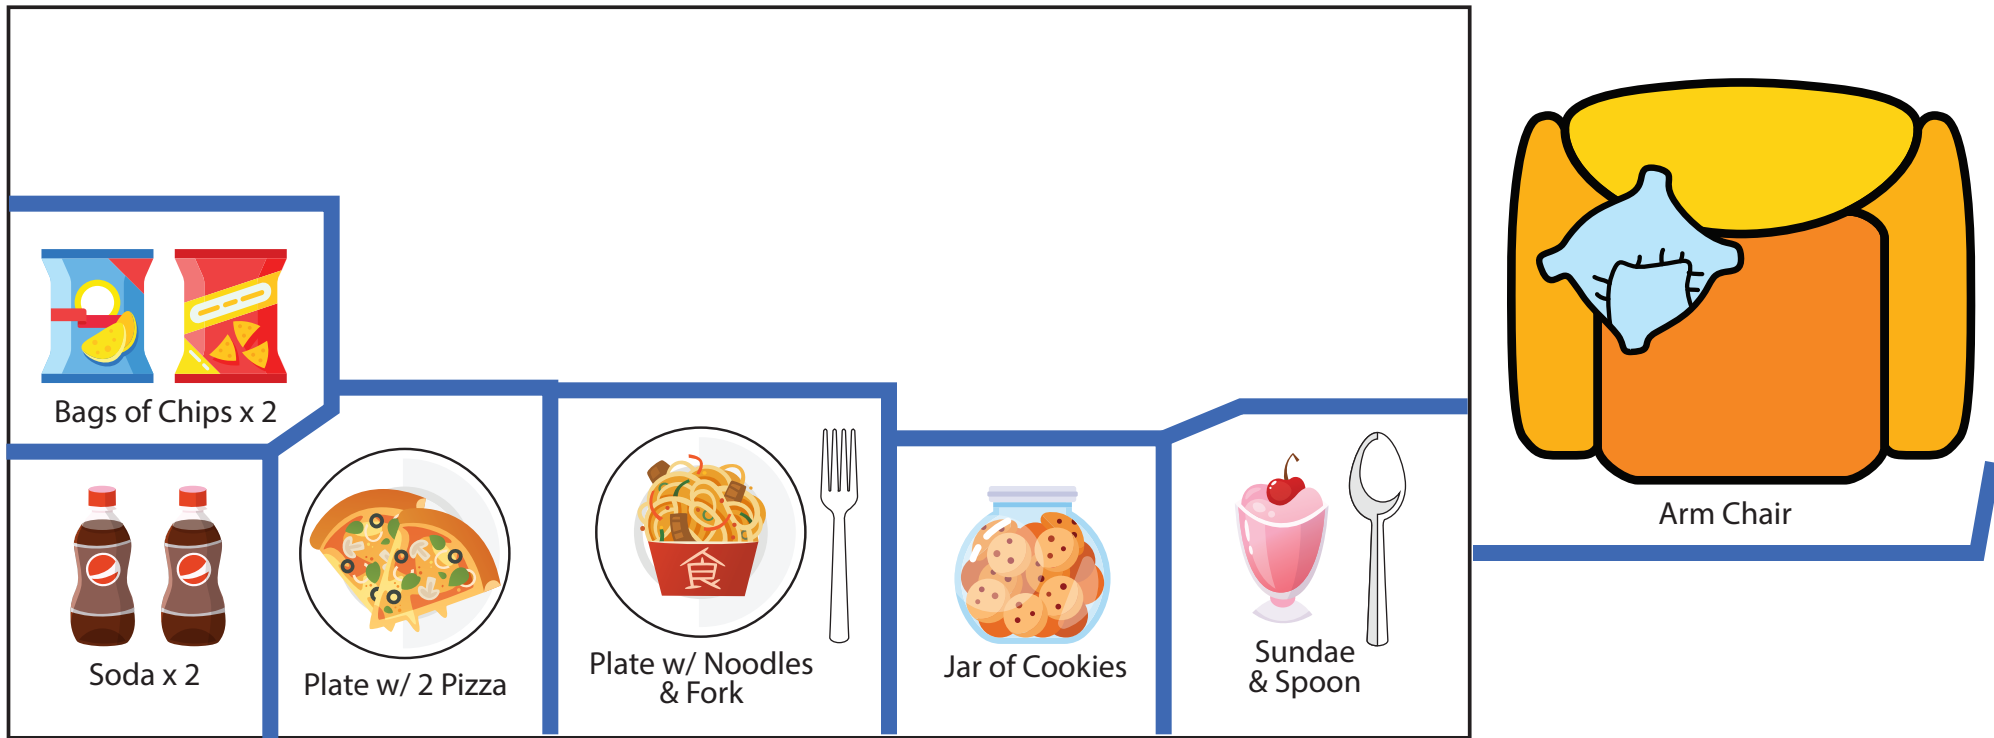 Bags of Chips x 2
Soda x 2
Plate w/ 2 Pizza
食
Plate w/ Noodles
& Fork
Jar of Cookies
Sundae
& Spoon
Arm Chair